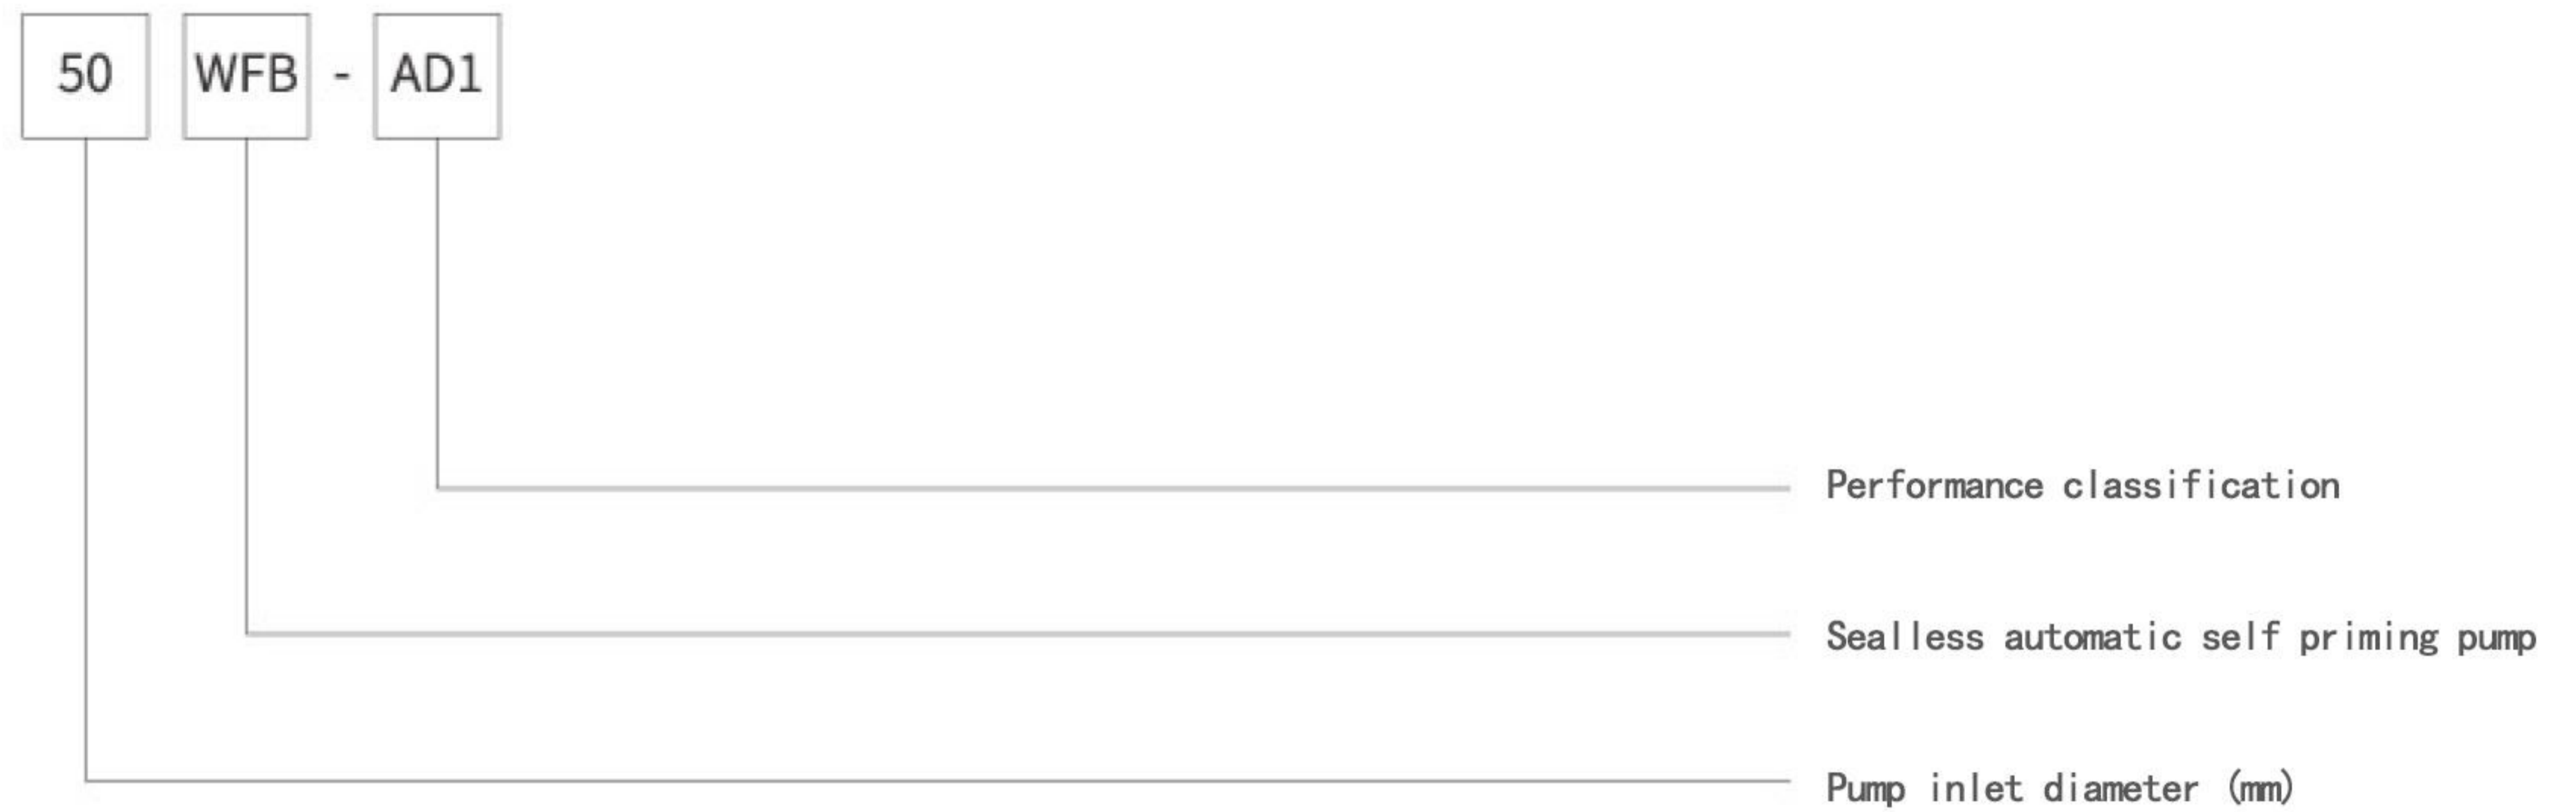 50 WFB - AD1
Performance classification
Sealless automatic self priming pump
Pump inlet diameter (mm)